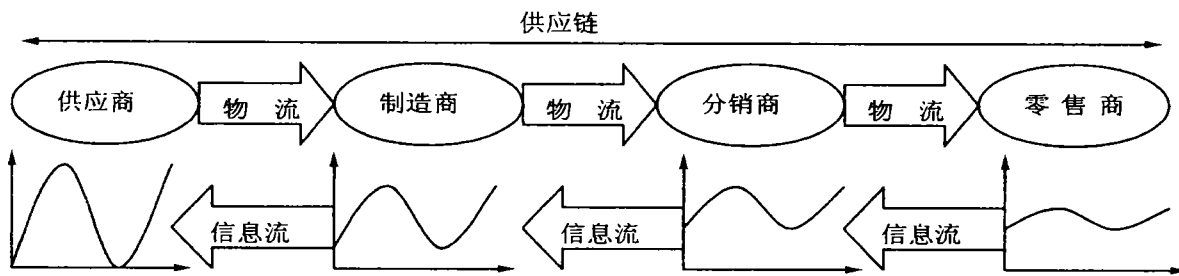 供应链
供应商 物流 制造商 物流 分销商 物流 零售商
信息流 信息流 信息流